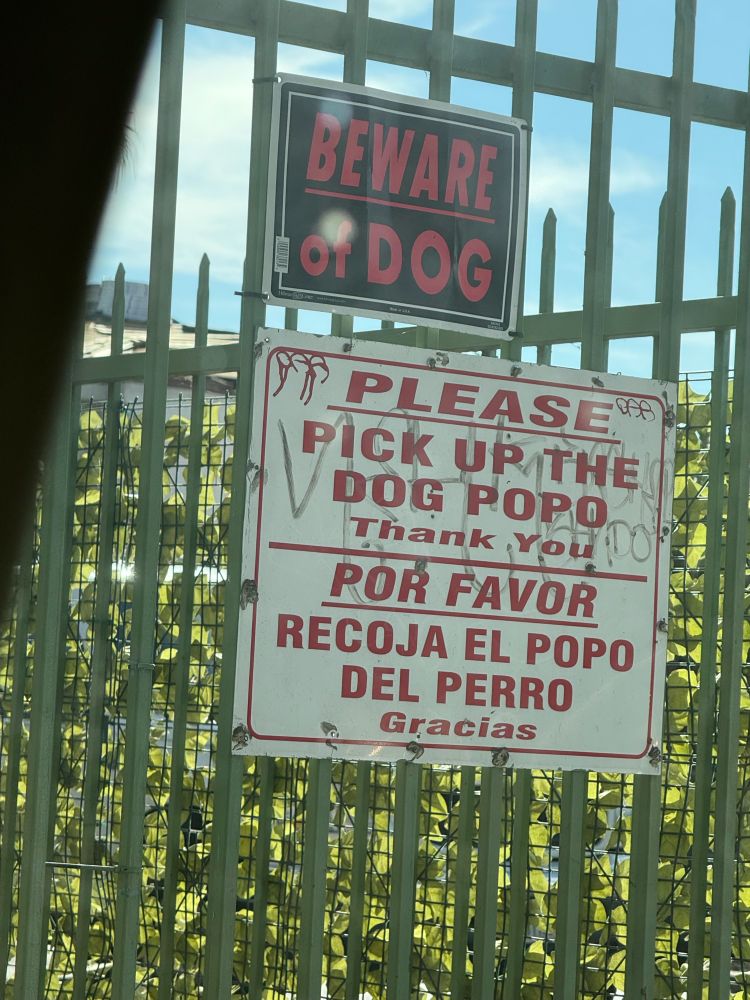 BEWARE
of DOG
PLEASE
PICK UP THE
DOG POPO
Thank You
POR FAVOR
RECOJA EL POPO
DEL PERRO
Gracias